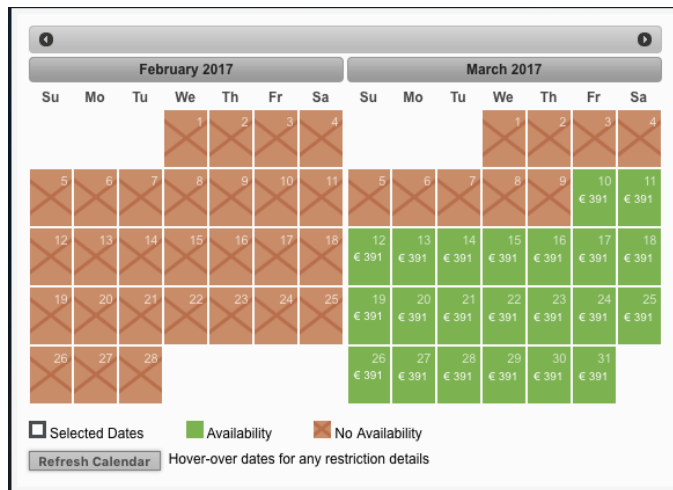 February 2017
Su Mo Tu We Th Fr Sa
1 2 3 4
5 6 7 8 9 10 11
12 13 14 15 16 17 18
19 20 21 22 23 24 25
26 27 28
March 2017
Su Mo Tu We Th Fr Sa
1 2 3 4
5 6 7 8 9 10 11
€ 391 € 391
12 13 14 15 16 17 18
€ 391 € 391 € 391 € 391 € 391 € 391 € 391
19 20 21 22 23 24 25
€ 391 € 391 € 391 € 391 € 391 € 391 € 391
26 27 28 29 30 31
€ 391 € 391 € 391 € 391 € 391 € 391
Selected Dates Availability No Availability
Refresh Calendar Hover-over dates for any restriction details